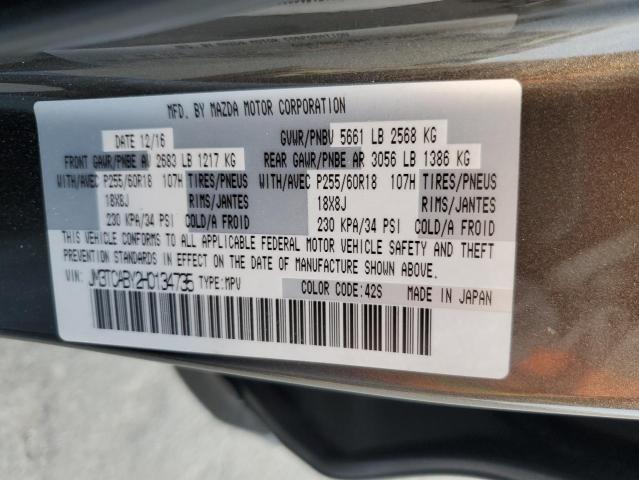 MFD. BY MAZDA MOTOR CORPORATION
DATE 12/16 GVWR/PNBV 5661 LB 2568 KG
FRONT GAWR/PNBE AV 2683 LB 1217 KG REAR GAWR/PNBE AR 3056 LB 1386 KG
WITH/AVEC P255/60R18 107H TIRES/PNEUS WITH/AVEC P255/60R18 107H TIRES/PNEUS
18X8J RIMS/JANTES 18X8J RIMS/JANTES
230 KPA/34 PSI COLD/A FROID 230 KPA/34 PSI COLD/A FROID
THIS VEHICLE CONFORMS TO ALL APPLICABLE FEDERAL MOTOR VEHICLE SAFETY AND THEFT
PREVENTION STANDARDS IN EFFECT ON THE DATE OF MANUFACTURE SHOWN ABOVE.
VIN: JM3TCABY2H0134735 TYPE:MPV COLOR CODE:42S MADE IN JAPAN